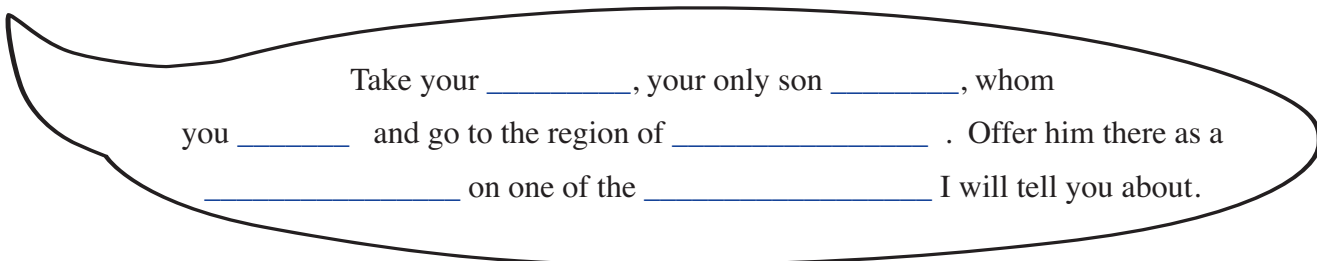 Take your _________, your only son ________, whom
you _______ and go to the region of ________________ . Offer him there as a
________________ on one of the __________________ I will tell you about.